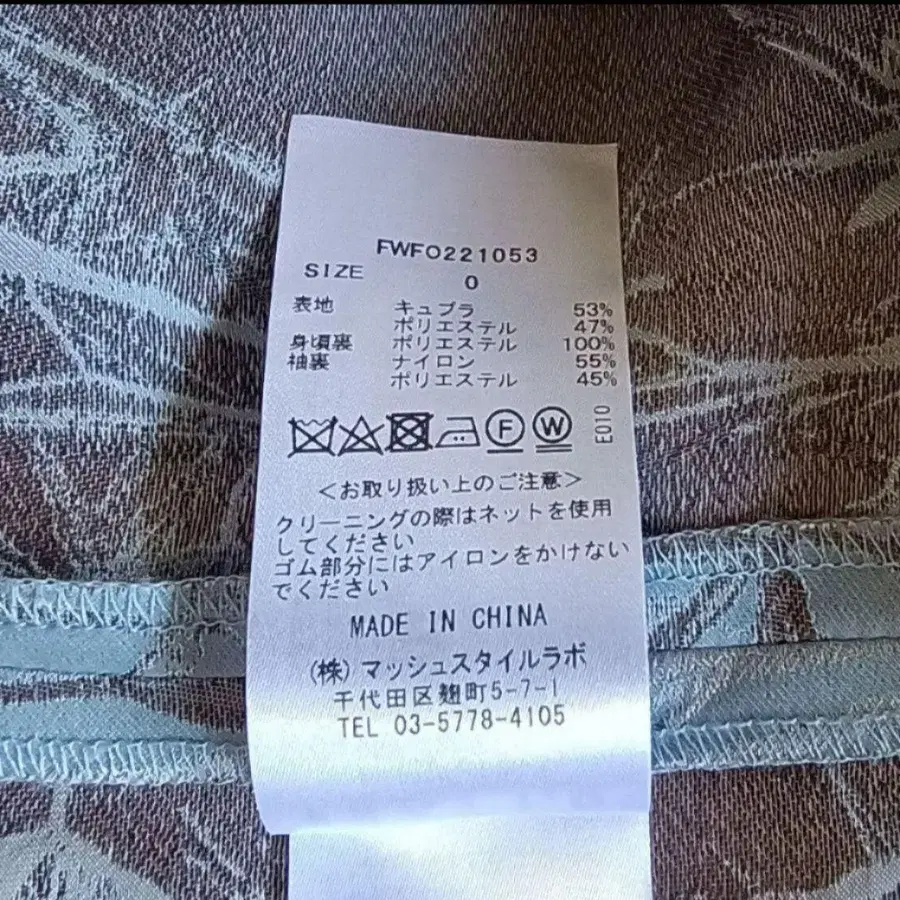 FWFO221053
SIZE 0
表地 キュプラ 53%
ポリエステル 47%
身頃裏 ポリエステル 100%
袖裏 ナイロン 55%
ポリエステル 45%
F W E010
＜お取り扱い上のご注意＞
クリーニングの際はネットを使用
してください
ゴム部分にはアイロンをかけない
でください
MADE IN CHINA
(株)マッシュスタイルラボ
千代田区麹町5-7-1
TEL 03-5778-4105